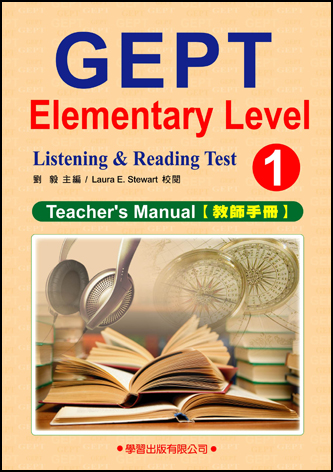 GEPT
Elementary Level
Listening & Reading Test 1
劉 毅 主編 / Laura E. Stewart 校閱
Teacher's Manual【教師手冊】
●學習出版有限公司●